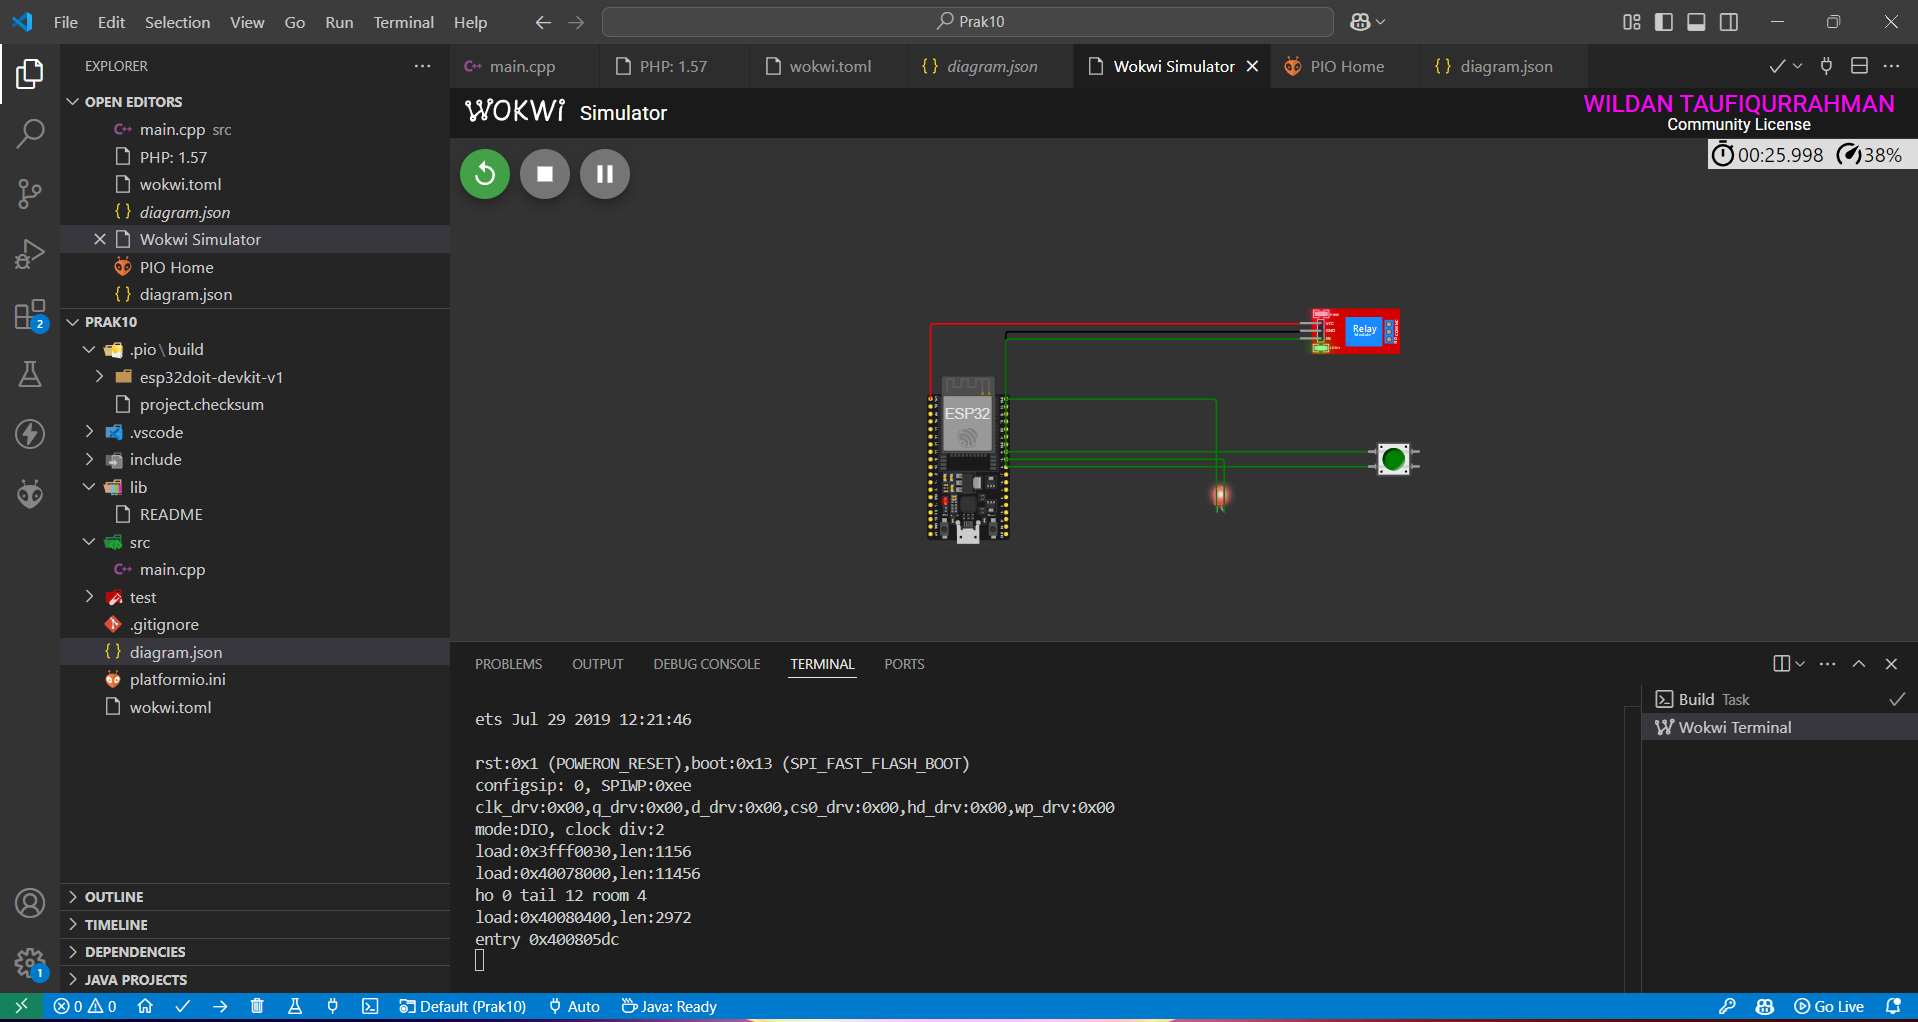 File Edit Selection View Go Run Terminal Help
Prak10
EXPLORER
OPEN EDITORS
main.cpp src
PHP: 1.57
wokwi.toml
diagram.json
Wokwi Simulator
PIO Home
diagram.json
PRAK10
.pio\build
esp32doit-devkit-v1
project.checksum
.vscode
include
lib
README
src
main.cpp
test
.gitignore
diagram.json
platformio.ini
wokwi.toml
OUTLINE
TIMELINE
DEPENDENCIES
JAVA PROJECTS
2
1
main.cpp PHP: 1.57 wokwi.toml diagram.json Wokwi Simulator PIO Home diagram.json
WOKWi Simulator
WILDAN TAUFIQURRAHMAN
Community License
00:25.998 38%
Relay
Module
VCC
GND
IN
ESP32
PROBLEMS OUTPUT DEBUG CONSOLE TERMINAL PORTS
ets Jul 29 2019 12:21:46
rst:0x1 (POWERON_RESET),boot:0x13 (SPI_FAST_FLASH_BOOT)
configsip: 0, SPIWP:0xee
clk_drv:0x00,q_drv:0x00,d_drv:0x00,cs0_drv:0x00,hd_drv:0x00,wp_drv:0x00
mode:DIO, clock div:2
load:0x3fff0030,len:1156
load:0x40078000,len:11456
ho 0 tail 12 room 4
load:0x40080400,len:2972
entry 0x400805dc
Build Task
Wokwi Terminal
0 0 Default (Prak10) Auto Java: Ready Go Live